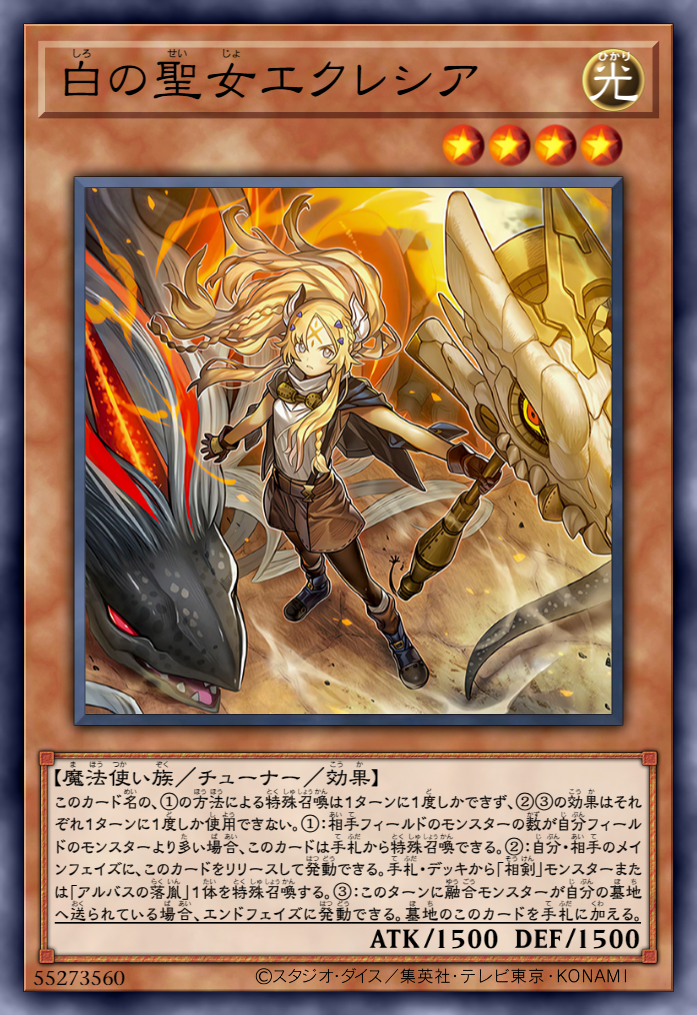 白の聖女エクレシア
光
【魔法使い族／チューナー／効果】
このカード名の、①の方法による特殊召喚は1ターンに1度しかできず、②③の効果はそれ
ぞれ1ターンに1度しか使用できない。①：相手フィールドのモンスターの数が自分フィール
ドのモンスターより多い場合、このカードは手札から特殊召喚できる。②：自分・相手のメイ
ンフェイズに、このカードをリリースして発動できる。手札・デッキから「相剣」モンスターまた
は「アルバスの落胤」1体を特殊召喚する。③：このターンに融合モンスターが自分の墓地
へ送られている場合、エンドフェイズに発動できる。墓地のこのカードを手札に加える。
ATK/1500 DEF/1500
55273560 ©スタジオ・ダイス／集英社・テレビ東京・KONAMI